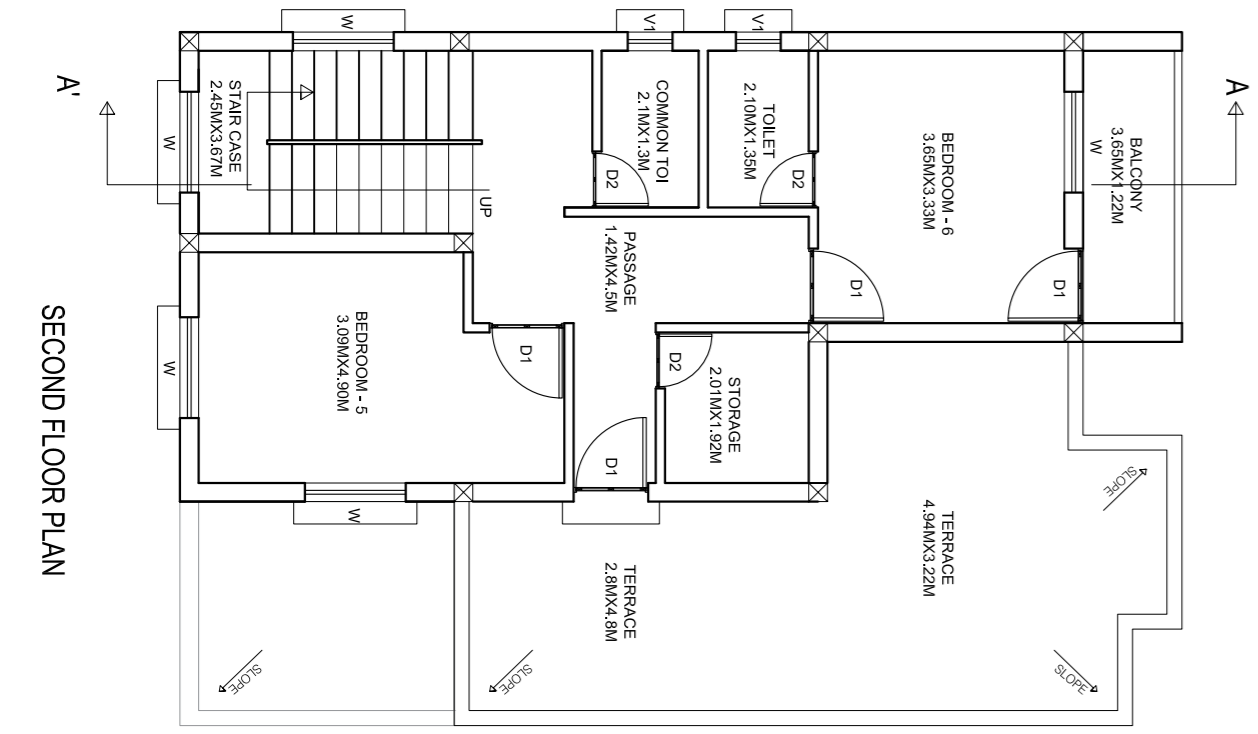 A
A'
V1
V1
W
W
W
W
W
STAIR CASE
2.45MX3.67M
COMMON TOI
2.1MX1.3M
TOILET
2.10MX1.35M
BEDROOM - 6
3.65MX3.33M
BALCONY
3.65MX1.22M
D2
D2
UP
PASSAGE
1.42MX4.5M
D1
D1
BEDROOM - 5
3.09MX4.90M
D1
D2
STORAGE
2.01MX1.92M
D1
TERRACE
4.94MX3.22M
TERRACE
2.8MX4.8M
SLOPE
SLOPE
SLOPE
SLOPE
SECOND FLOOR PLAN